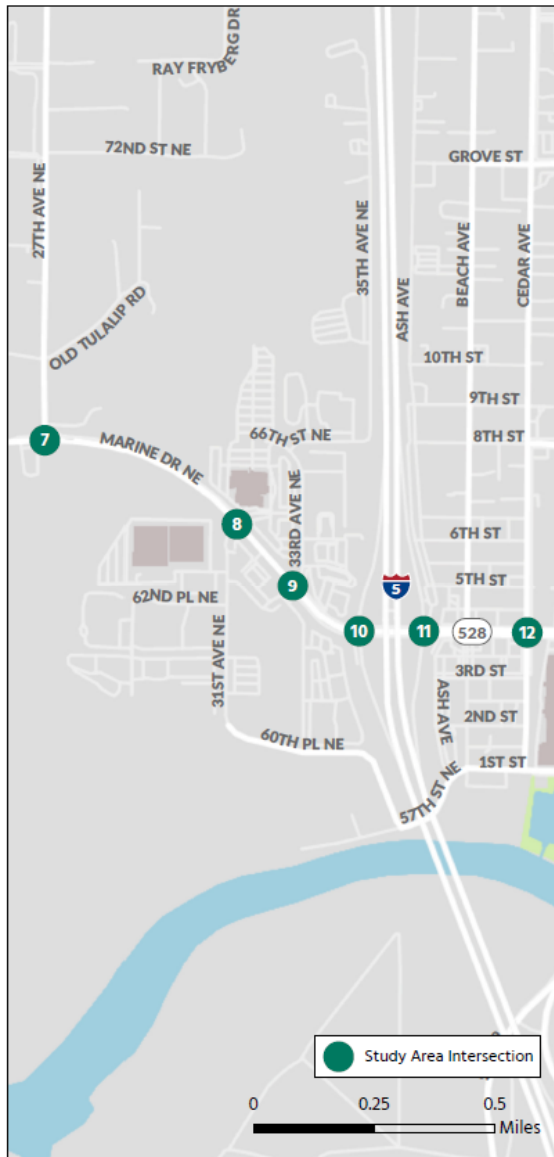 RAY FRYBERG DR
72ND ST NE
GROVE ST
27TH AVE NE
35TH AVE NE
ASH AVE
BEACH AVE
CEDAR AVE
OLD TULALIP RD
10TH ST
9TH ST
7
MARINE DR NE
66TH ST NE
8TH ST
8
33RD AVE NE
6TH ST
9
62ND PL NE
5
5TH ST
31ST AVE NE
10
11
528
12
3RD ST
ASH AVE
2ND ST
60TH PL NE
1ST ST
57TH ST NE
Study Area Intersection
0 0.25 0.5
Miles